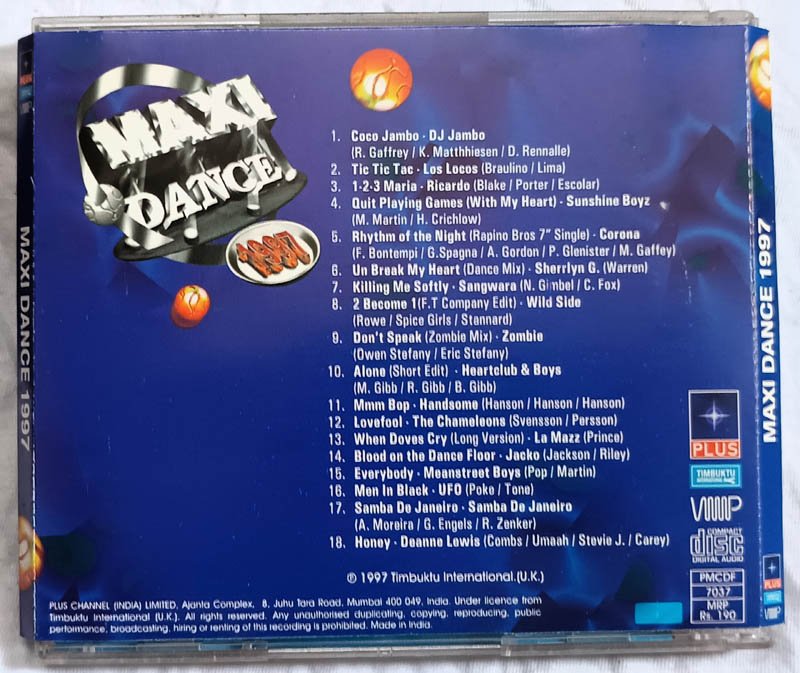 MAXI
DANCE
1997
1. Coco Jambo - DJ Jambo
(R. Gaffrey / K. Matthhiesen / D. Rennalle)
2. Tic Tic Tac - Los Locos (Braulino / Lima)
3. 1-2-3 Maria - Ricardo (Blake / Porter / Escolar)
4. Quit Playing Games (With My Heart) - Sunshine Boyz
(M. Martin / H. Crichlow)
5. Rhythm of the Night (Rapino Bros 7" Single) - Corona
(F. Bontempi / G.Spagna / A. Gordon / P. Glenister / M. Gaffey)
6. Un Break My Heart (Dance Mix) - Sherrlyn G. (Warren)
7. Killing Me Softly - Sangwara (N. Gimbel / C. Fox)
8. 2 Become 1(F.T Company Edit) - Wild Side
(Rowe / Spice Girls / Stannard)
9. Don't Speak (Zombie Mix) - Zombie
(Owen Stefany / Eric Stefany)
10. Alone (Short Edit) - Heartclub & Boys
(M. Gibb / R. Gibb / B. Gibb)
11. Mmm Bop - Handsome (Hanson / Hanson / Hanson)
12. Lovefool - The Chameleons (Svensson / Persson)
13. When Doves Cry (Long Version) - La Mazz (Prince)
14. Blood on the Dance Floor - Jacko (Jackson / Riley)
15. Everybody - Meanstreet Boys (Pop / Martin)
16. Men In Black - UFO (Poke / Tone)
17. Samba De Janeiro - Samba De Janeiro
(A. Moreira / G. Engels / R. Zenker)
18. Honey - Deanne Lewis (Combs / Umaah / Stevie J. / Carey)
℗ 1997 Timbuktu International.(U.K.)
PLUS CHANNEL (INDIA) LIMITED, Ajanta Complex, 8, Juhu Tara Road, Mumbai 400 049, India. Under licence from
Timbuktu International (U.K.). All rights reserved. Any unauthorised duplicating, copying, reproducing, public
performance, broadcasting, hiring or renting of this recording is prohibited. Made in India.
PLUS
TIMBUKTU
INTERNATIONAL
VMP
COMPACT
disc
DIGITAL AUDIO
PMCDF
7037
MRP
Rs. 190
PLUS
VMP
MAXI DANCE 1997
MAXI DANCE 1997
PLUS
VMP